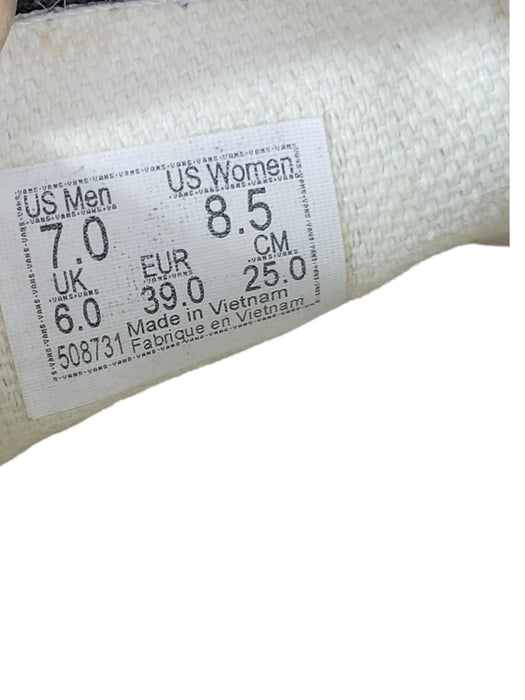 US Men US Women
7.0 8.5
UK EUR CM
6.0 39.0 25.0
508731 Made in Vietnam
Fabrique en Vietnam